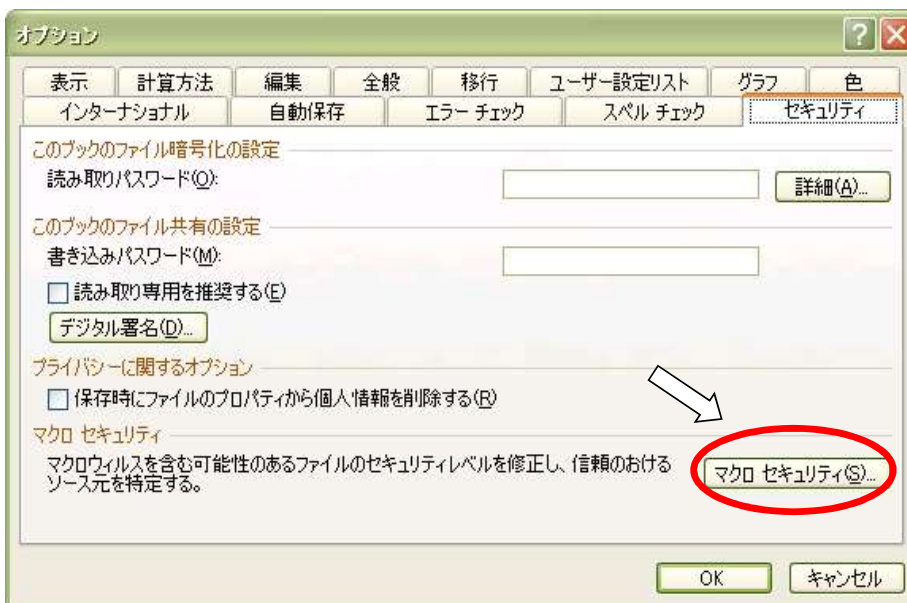 オプション
表示 計算方法 編集 全般 移行 ユーザー設定リスト グラフ 色
インターナショナル 自動保存 エラー チェック スペル チェック セキュリティ
このブックのファイル暗号化の設定
読み取りパスワード(O):
詳細(A)...
このブックのファイル共有の設定
書き込みパスワード(M):
読み取り専用を推奨する(E)
デジタル署名(D)...
プライバシーに関するオプション
保存時にファイルのプロパティから個人情報を削除する(R)
マクロ セキュリティ
マクロウィルスを含む可能性のあるファイルのセキュリティレベルを修正し、信頼のおける
ソース元を特定する。
マクロ セキュリティ(S)...
OK キャンセル